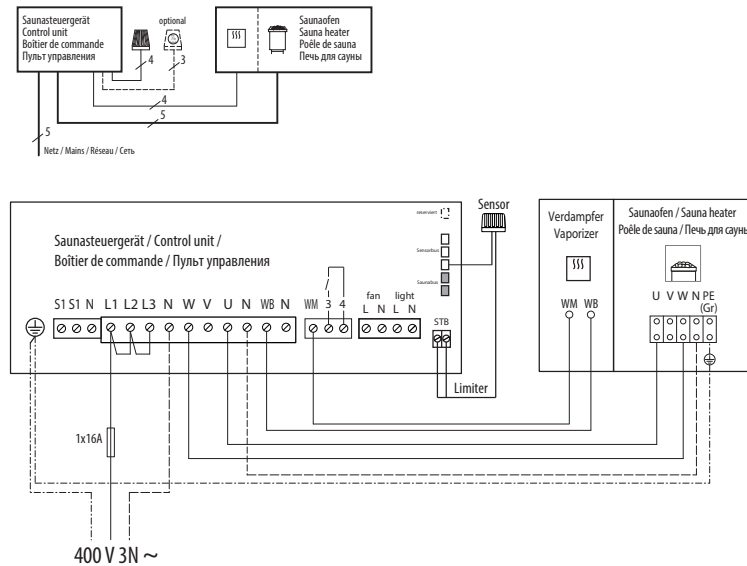 Saunasteuergerät
Control unit
Boîtier de commande
Пульт управления
optional
Saunaofen
Sauna heater
Poêle de sauna
Печь для сауны
4
3
4
5
5
Netz / Mains / Réseau / Сеть
Saunasteuergerät / Control unit /
Boîtier de commande / Пульт управления
reserviert
Sensorbus
Saunabus
Sensor
Verdampfer
Vaporizer
Saunaofen / Sauna heater
Poêle de sauna / Печь для сауны
S1 S1 N L1 L2 L3 N W V U N WB N
WM 3 4
fan light
L N L N
STB
WM WB
U V W N PE
(Gr)
Limiter
1x16A
400 V 3N ~